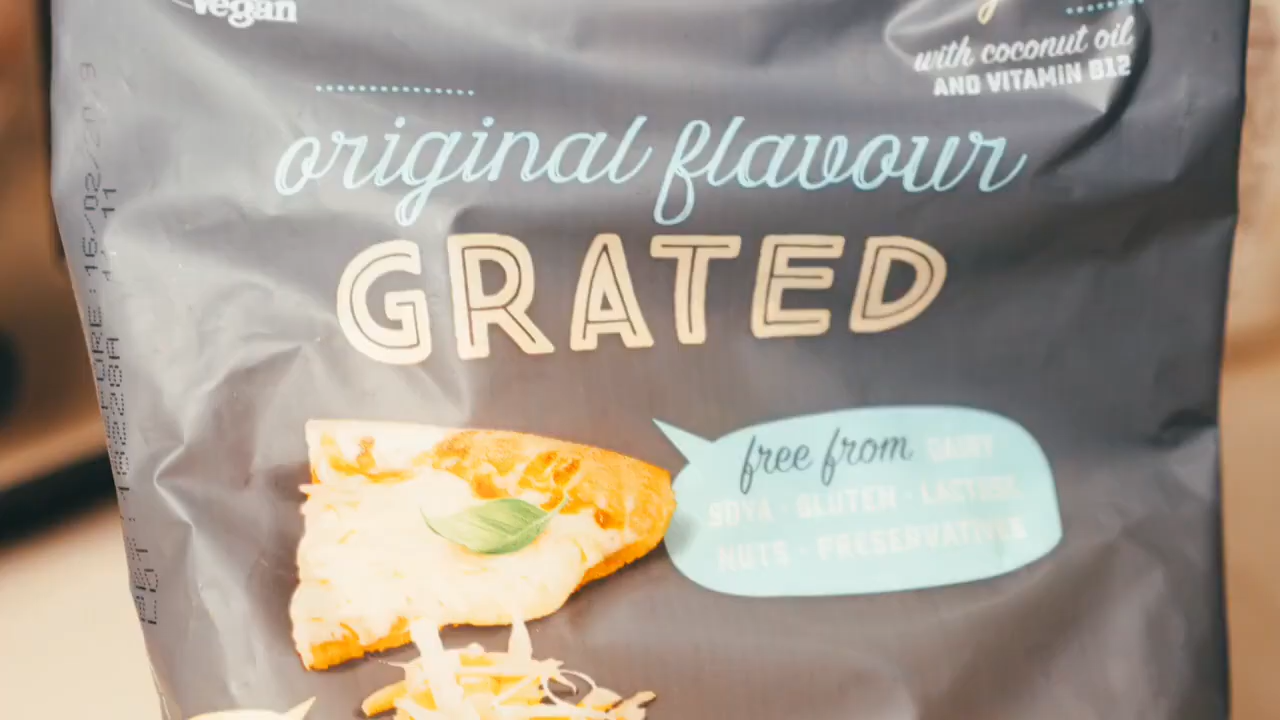 Vegan
with coconut oil
AND VITAMIN B12
original flavour
GRATED
free from DAIRY
SOYA · GLUTEN · LACTOSE
NUTS · PRESERVATIVES